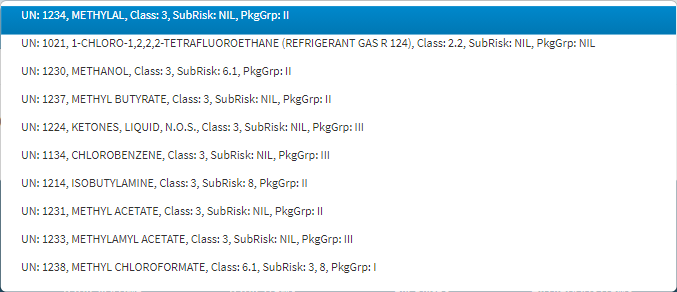 UN: 1234, METHYLAL, Class: 3, SubRisk: NIL, PkgGrp: II
UN: 1021, 1-CHLORO-1,2,2,2-TETRAFLUOROETHANE (REFRIGERANT GAS R 124), Class: 2.2, SubRisk: NIL, PkgGrp: NIL
UN: 1230, METHANOL, Class: 3, SubRisk: 6.1, PkgGrp: II
UN: 1237, METHYL BUTYRATE, Class: 3, SubRisk: NIL, PkgGrp: II
UN: 1224, KETONES, LIQUID, N.O.S., Class: 3, SubRisk: NIL, PkgGrp: III
UN: 1134, CHLOROBENZENE, Class: 3, SubRisk: NIL, PkgGrp: III
UN: 1214, ISOBUTYLAMINE, Class: 3, SubRisk: 8, PkgGrp: II
UN: 1231, METHYL ACETATE, Class: 3, SubRisk: NIL, PkgGrp: II
UN: 1233, METHYLAMYL ACETATE, Class: 3, SubRisk: NIL, PkgGrp: III
UN: 1238, METHYL CHLOROFORMATE, Class: 6.1, SubRisk: 3, 8, PkgGrp: I